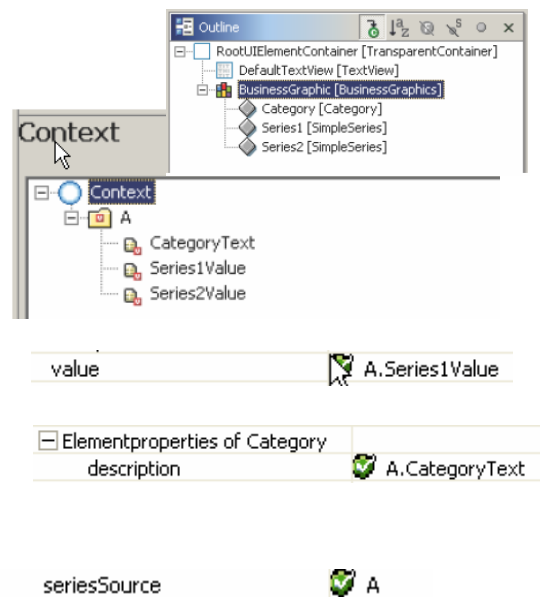 Outline
RootUIElementContainer [TransparentContainer]
DefaultTextView [TextView]
BusinessGraphic [BusinessGraphics]
Category [Category]
Series1 [SimpleSeries]
Series2 [SimpleSeries]
Context
Context
A
CategoryText
Series1Value
Series2Value
value A.Series1Value
Elementproperties of Category
description A.CategoryText
seriesSource A